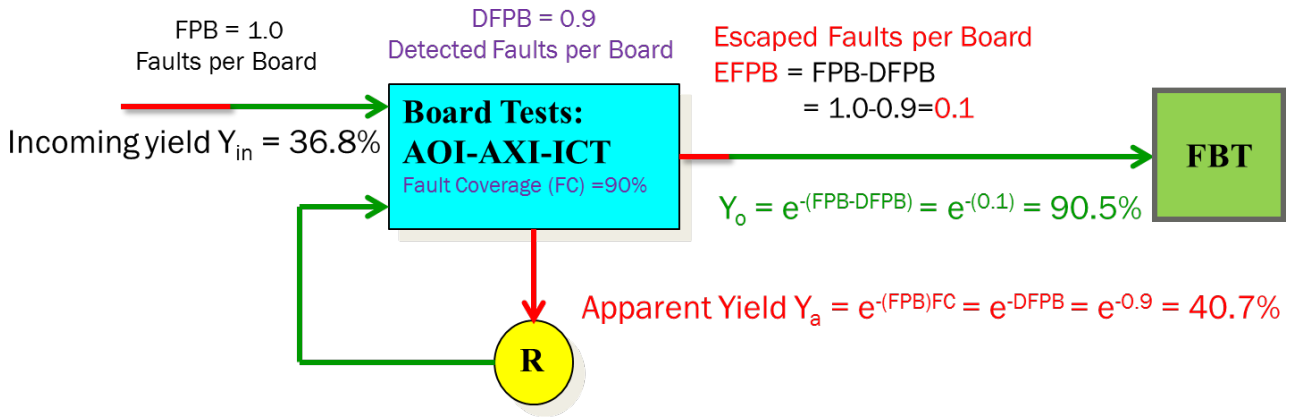 FPB = 1.0
Faults per Board
DFPB = 0.9
Detected Faults per Board
Escaped Faults per Board
EFPB = FPB-DFPB
= 1.0-0.9=0.1
Incoming yield Yin = 36.8%
Board Tests:
AOI-AXI-ICT
Fault Coverage (FC) =90%
FBT
Yo = e-(FPB-DFPB) = e-(0.1) = 90.5%
Apparent Yield Ya = e-(FPB)FC = e-DFPB = e-0.9 = 40.7%
R